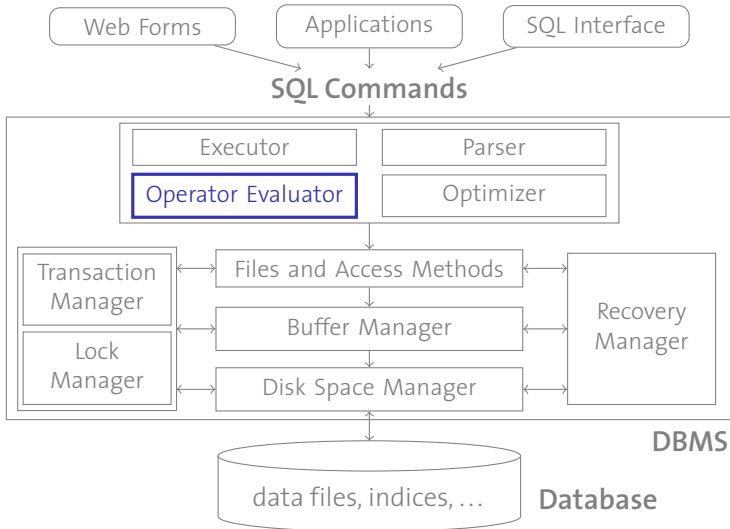 Web Forms
Applications
SQL Interface
SQL Commands
Executor
Parser
Operator Evaluator
Optimizer
Transaction
Manager
Lock
Manager
Files and Access Methods
Buffer Manager
Disk Space Manager
Recovery
Manager
DBMS
data files, indices, …
Database